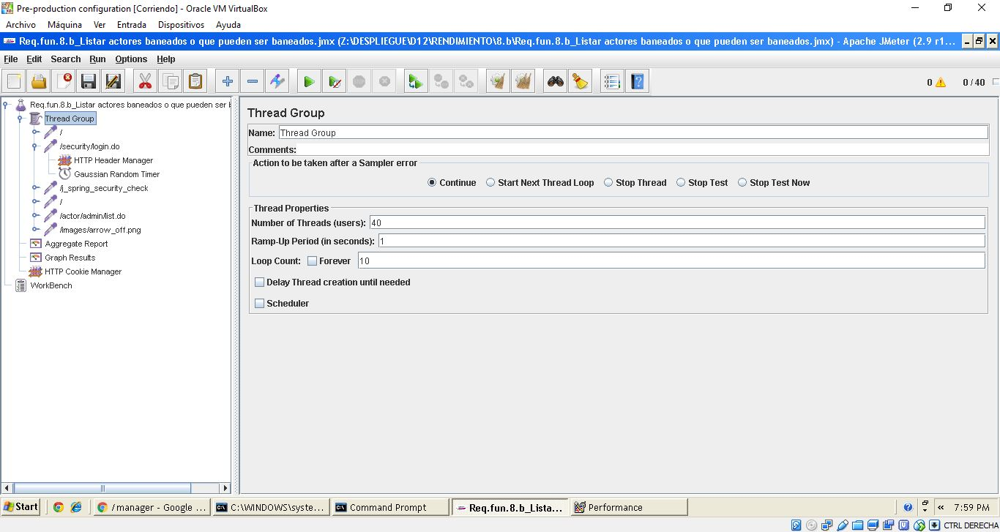 Pre-production configuration [Corriendo] - Oracle VM VirtualBox
Archivo Máquina Ver Entrada Dispositivos Ayuda
Req.fun.8.b_Listar actores baneados o que pueden ser baneados.jmx (Z:\DESPLIEGUE\D12\RENDIMIENTO\8.b\Req.fun.8.b_Listar actores baneados o que pueden ser baneados.jmx) - Apache JMeter (2.9 r1...
File Edit Search Run Options Help
0 0 / 40
Req.fun.8.b_Listar actores baneados o que pueden ser
Thread Group
/
/security/login.do
HTTP Header Manager
Gaussian Random Timer
/j_spring_security_check
/
/actor/admin/list.do
/images/arrow_off.png
Aggregate Report
Graph Results
HTTP Cookie Manager
WorkBench
Thread Group
Name: Thread Group
Comments:
Action to be taken after a Sampler error
Continue Start Next Thread Loop Stop Thread Stop Test Stop Test Now
Thread Properties
Number of Threads (users): 40
Ramp-Up Period (in seconds): 1
Loop Count: Forever 10
Delay Thread creation until needed
Scheduler
Start /manager - Google ... C:\WINDOWS\syste... Command Prompt Req.fun.8.b_Lista... Performance « 7:59 PM
CTRL DERECHA